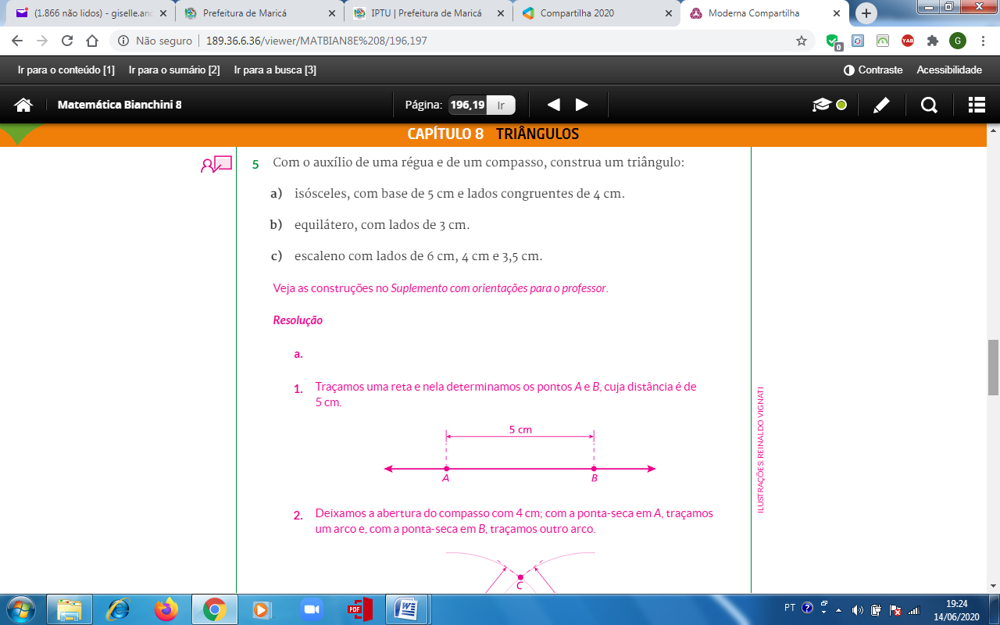 (1.866 não lidos) - giselle.anc
Prefeitura de Maricá
IPTU | Prefeitura de Maricá
Compartilha 2020
Moderna Compartilha
Não seguro | 189.36.6.36/viewer/MATBIAN8E%208/196,197
0
YAB
G
Ir para o conteúdo [1] Ir para o sumário [2] Ir para a busca [3]
Contraste Acessibilidade
Matemática Bianchini 8
Página: 196,19 Ir
CAPÍTULO 8 TRIÂNGULOS
5 Com o auxílio de uma régua e de um compasso, construa um triângulo:
a) isósceles, com base de 5 cm e lados congruentes de 4 cm.
b) equilátero, com lados de 3 cm.
c) escaleno com lados de 6 cm, 4 cm e 3,5 cm.
Veja as construções no Suplemento com orientações para o professor.
Resolução
a.
1. Traçamos uma reta e nela determinamos os pontos A e B, cuja distância é de
5 cm.
5 cm
A B
2. Deixamos a abertura do compasso com 4 cm; com a ponta-seca em A, traçamos
um arco e, com a ponta-seca em B, traçamos outro arco.
C
ILUSTRAÇÕES: REINALDO VIGNATI
PDF
W
PT
19:24
14/06/2020